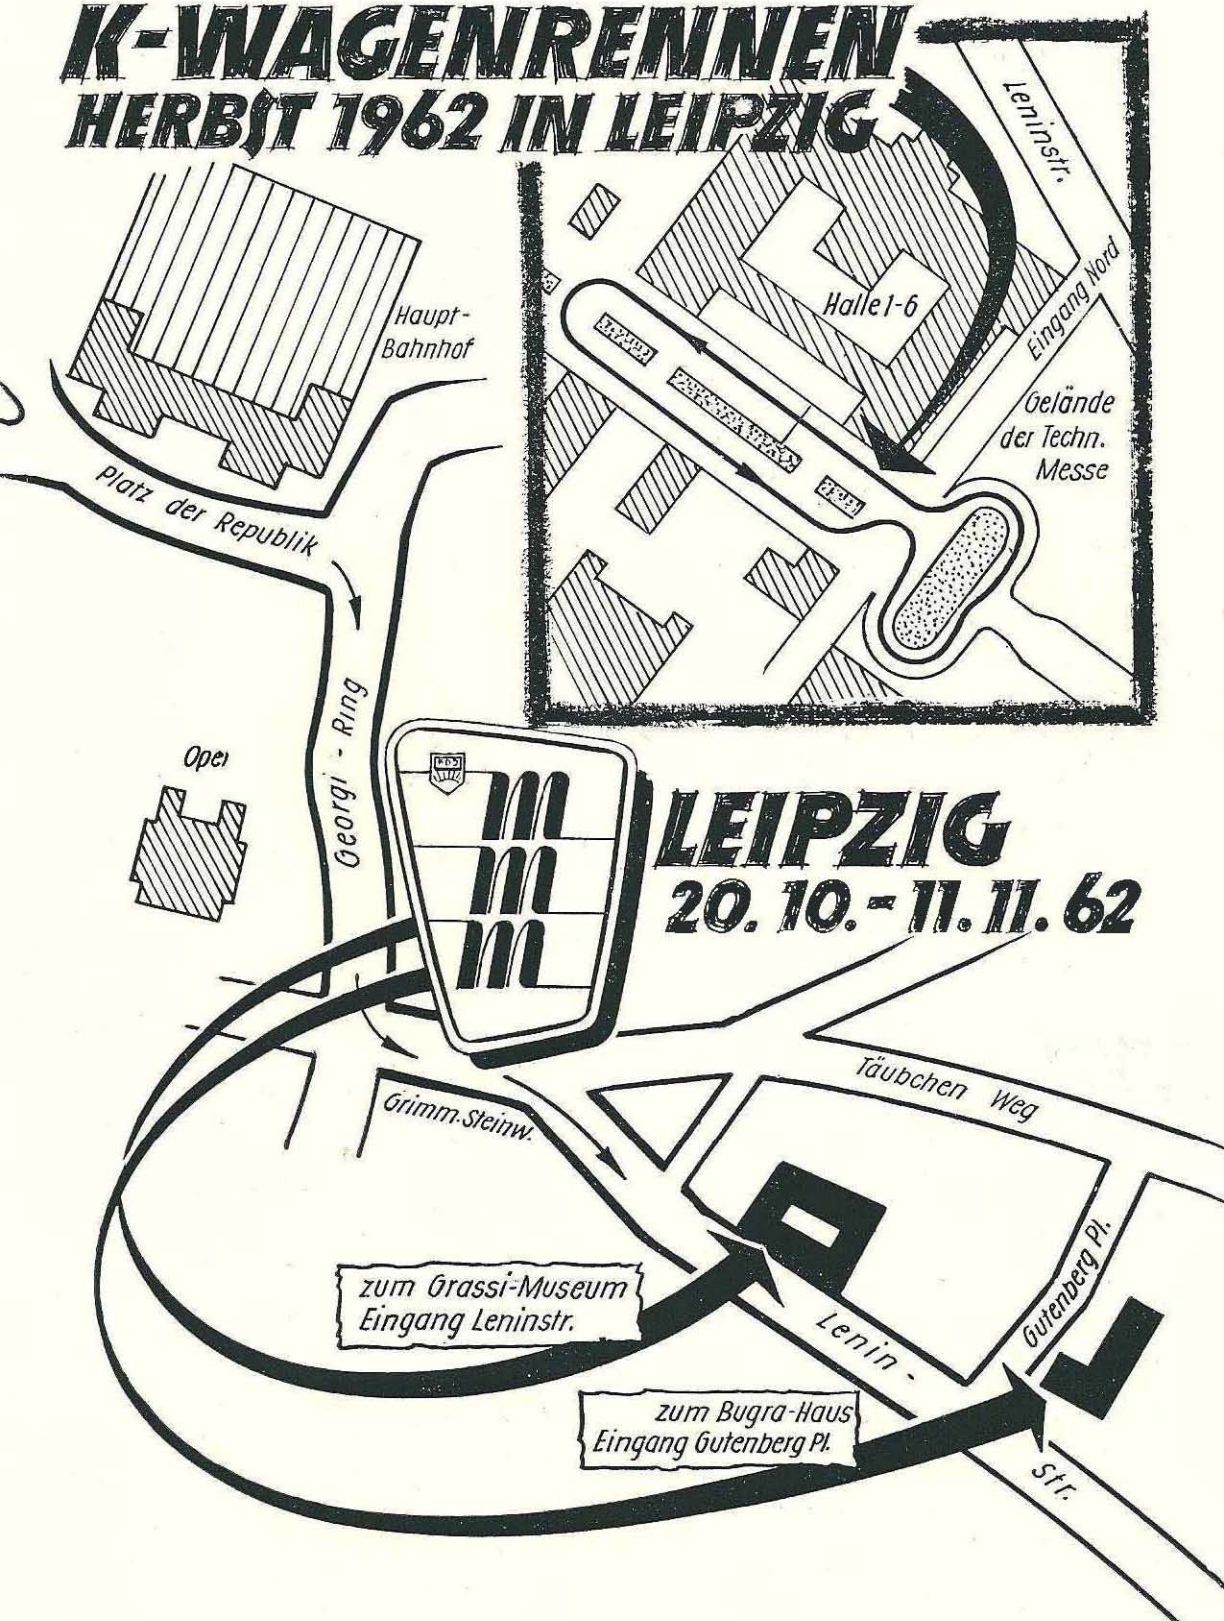 K-WAGENRENNEN
HERBST 1962 IN LEIPZIG
Leninstr.
Eingang Nord
Halle 1-6
Gelände
der Techn.
Messe
Haupt-
Bahnhof
Platz der Republik
Georgi-Ring
Oper
m
m
m
LEIPZIG
20. 10. - 11. 11. 62
Täubchen Weg
Grimm. Steinw.
Gutenberg Pl.
zum Grassi-Museum
Eingang Leninstr.
Lenin-
str.
zum Bugra-Haus
Eingang Gutenberg Pl.